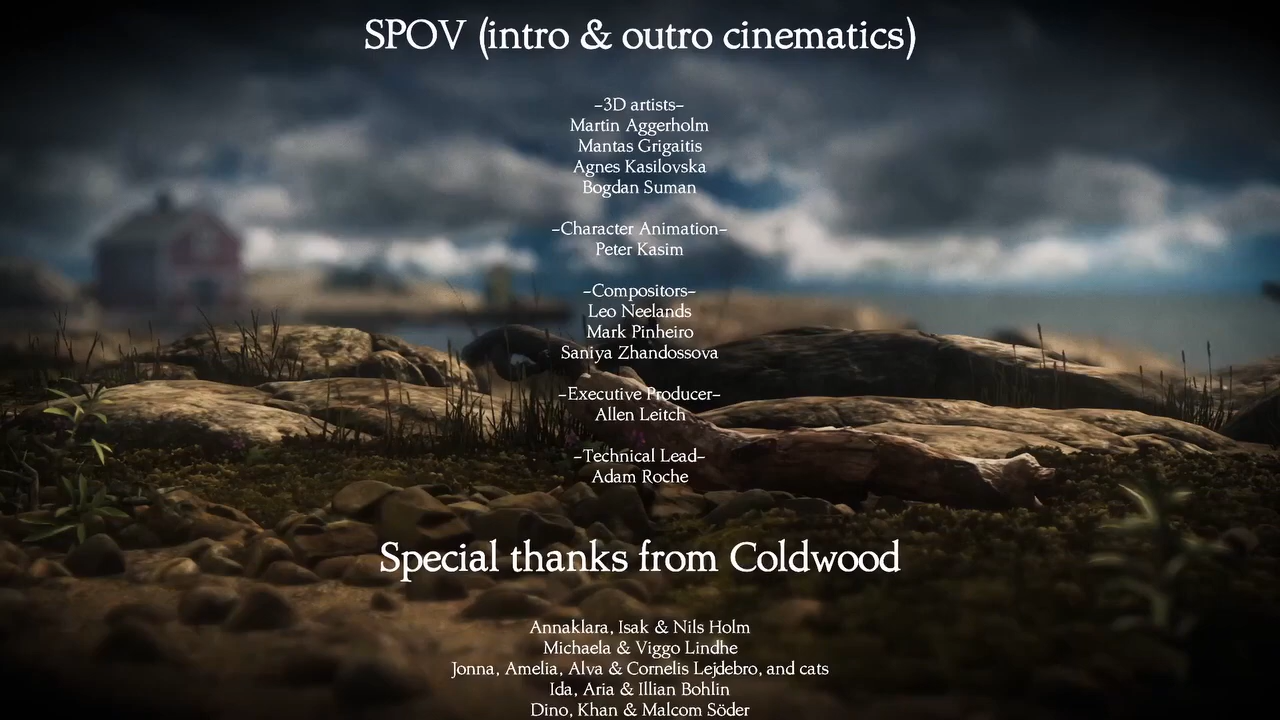 SPOV (intro & outro cinematics)
–3D artists–
Martin Aggerholm
Mantas Grigaitis
Agnes Kasilovska
Bogdan Suman
–Character Animation–
Peter Kasim
–Compositors–
Leo Neelands
Mark Pinheiro
Saniya Zhandossova
–Executive Producer–
Allen Leitch
–Technical Lead–
Adam Roche
Special thanks from Coldwood
Annaklara, Isak & Nils Holm
Michaela & Viggo Lindhe
Jonna, Amelia, Alva & Cornelis Lejdebro, and cats
Ida, Aria & Illian Bohlin
Dino, Khan & Malcom Söder